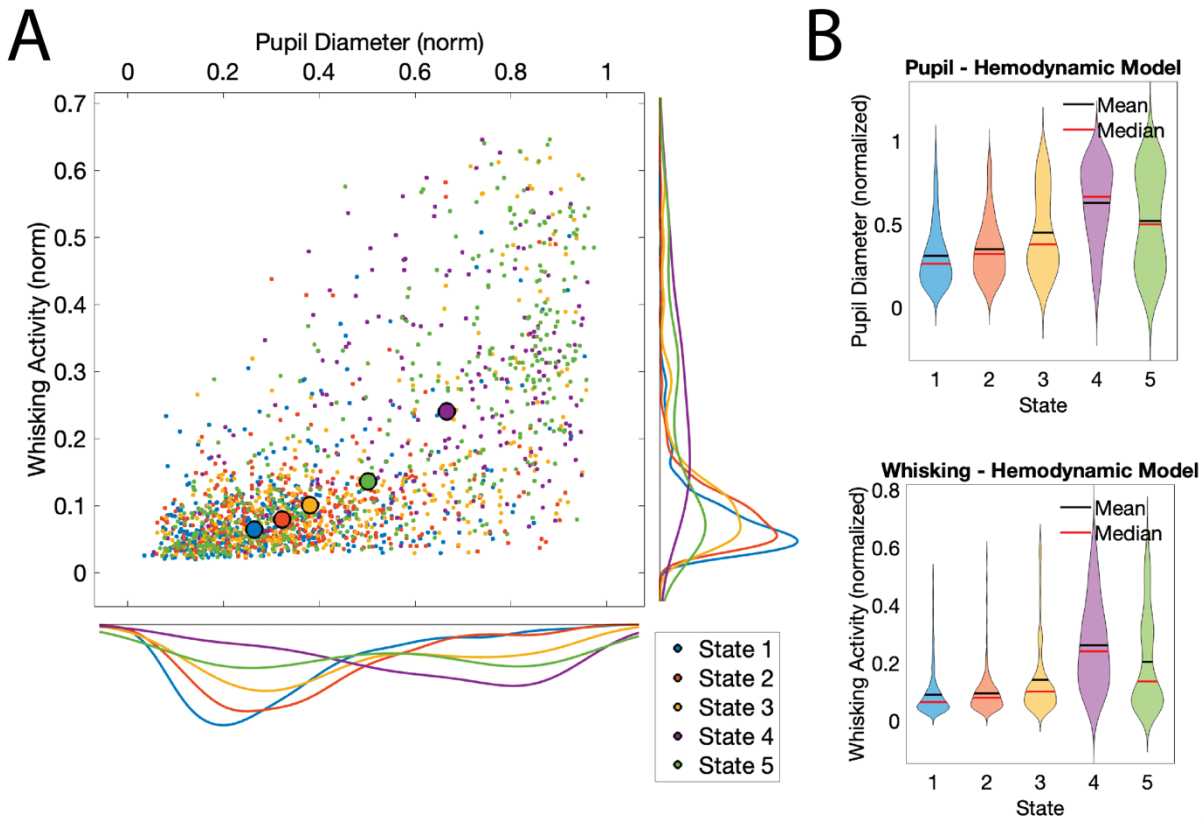 A
Pupil Diameter (norm)
0 0.2 0.4 0.6 0.8 1
Whisking Activity (norm)
0.7
0.6
0.5
0.4
0.3
0.2
0.1
0
State 1
State 2
State 3
State 4
State 5
B
Pupil - Hemodynamic Model
Mean
Median
Pupil Diameter (normalized)
1
0.5
0
1 2 3 4 5
State
Whisking - Hemodynamic Model
Mean
Median
Whisking Activity (normalized)
0.8
0.6
0.4
0.2
0
1 2 3 4 5
State